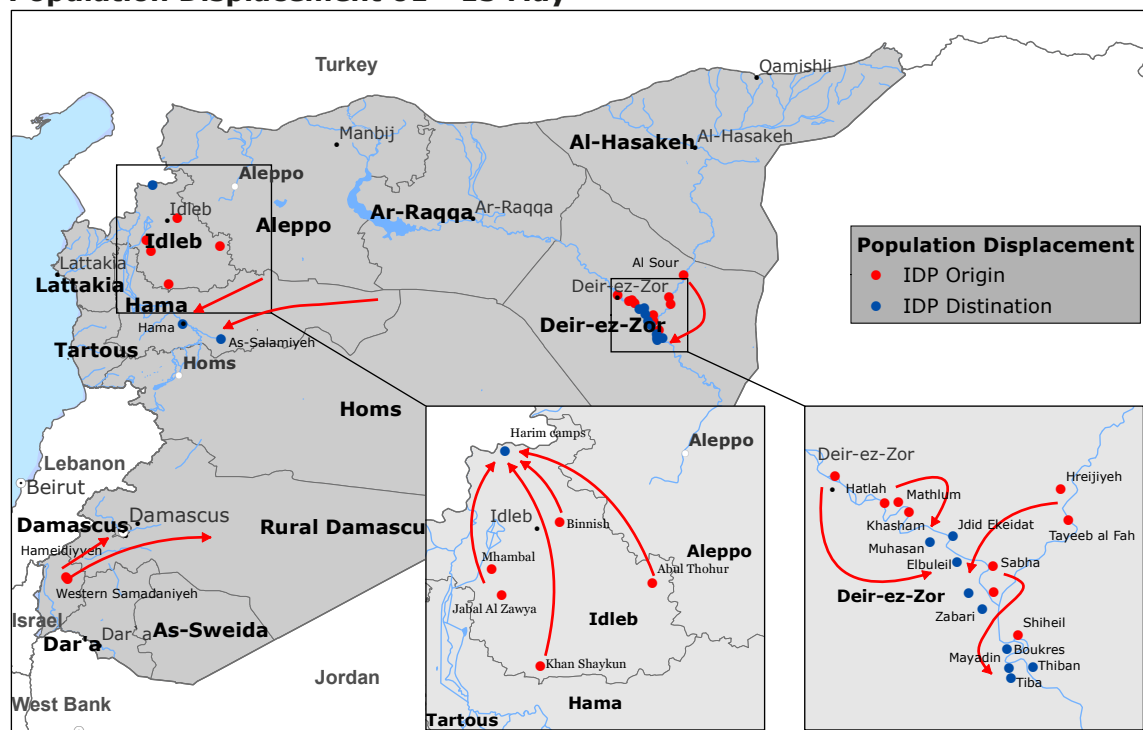 Population Displacement 01 - May
Turkey
Qamishli
Manbij
Al-Hasakeh
Al-Hasakeh
Aleppo
Idleb
Ar-Raqqa
Ar-Raqqa
Aleppo
Idleb
Population Displacement
IDP Origin
IDP Distination
Lattakia
Lattakia
Al Sour
Deir-ez-Zor
Hama
Hama
Deir-ez-Zor
As-Salamiyeh
Tartous
Homs
Homs
Lebanon
Beirut
Damascus
Damascus
Rural Damascu
Hameidiyyeh
Western Samadaniyeh
Israel
Dar'a
Dar'a
As-Sweida
Jordan
West Bank
Harim camps
Aleppo
Idleb
Binnish
Mhambal
Aleppo
Abul Thohur
Jabal Al Zawya
Idleb
Khan Shaykun
Hama
Tartous
Deir-ez-Zor
Hatlah
Mathlum
Hreijiyeh
Khasham
Jdid Ekeidat
Tayeeb al Fah
Muhasan
Elbuleil
Sabha
Deir-ez-Zor
Zabari
Shiheil
Boukres
Mayadin
Thiban
Tiba